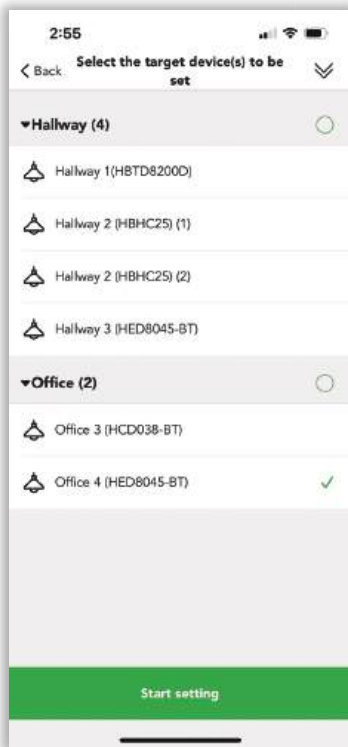 2:55
Back
Select the target device(s) to be
set
Hallway (4)
Hallway 1(HBTD8200D)
Hallway 2 (HBHC25) (1)
Hallway 2 (HBHC25) (2)
Hallway 3 (HED8045-BT)
Office (2)
Office 3 (HCD038-BT)
Office 4 (HED8045-BT)
Start setting